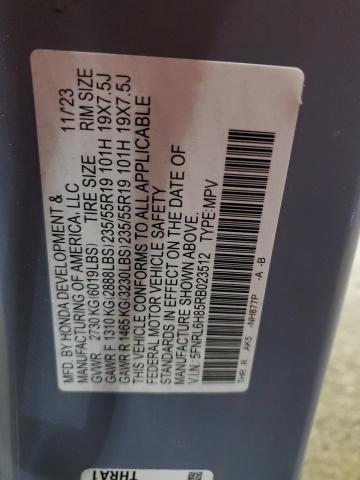 MFD. BY HONDA DEVELOPMENT &
MANUFACTURING OF AMERICA, LLC 11/23
GVWR 2730 KG(6019LBS) TIRE SIZE RIM SIZE
GAWR F 1310 KG(2888LBS)235/55R19 101H 19X7.5J
GAWR R 1465 KG(3230LBS)235/55R19 101H 19X7.5J
THIS VEHICLE CONFORMS TO ALL APPLICABLE
FEDERAL MOTOR VEHICLE SAFETY
STANDARDS IN EFFECT ON THE DATE OF
MANUFACTURE SHOWN ABOVE.
V.I.N: 5FNRL6H85RB023512 TYPE:MPV
THR R AK5 -NH877P -A -B
THRA1